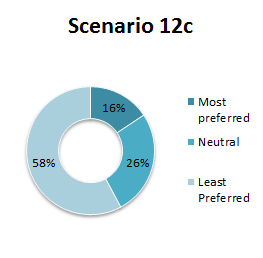 Scenario 12c
16%
26%
58%
Most
preferred
Neutral
Least
Preferred